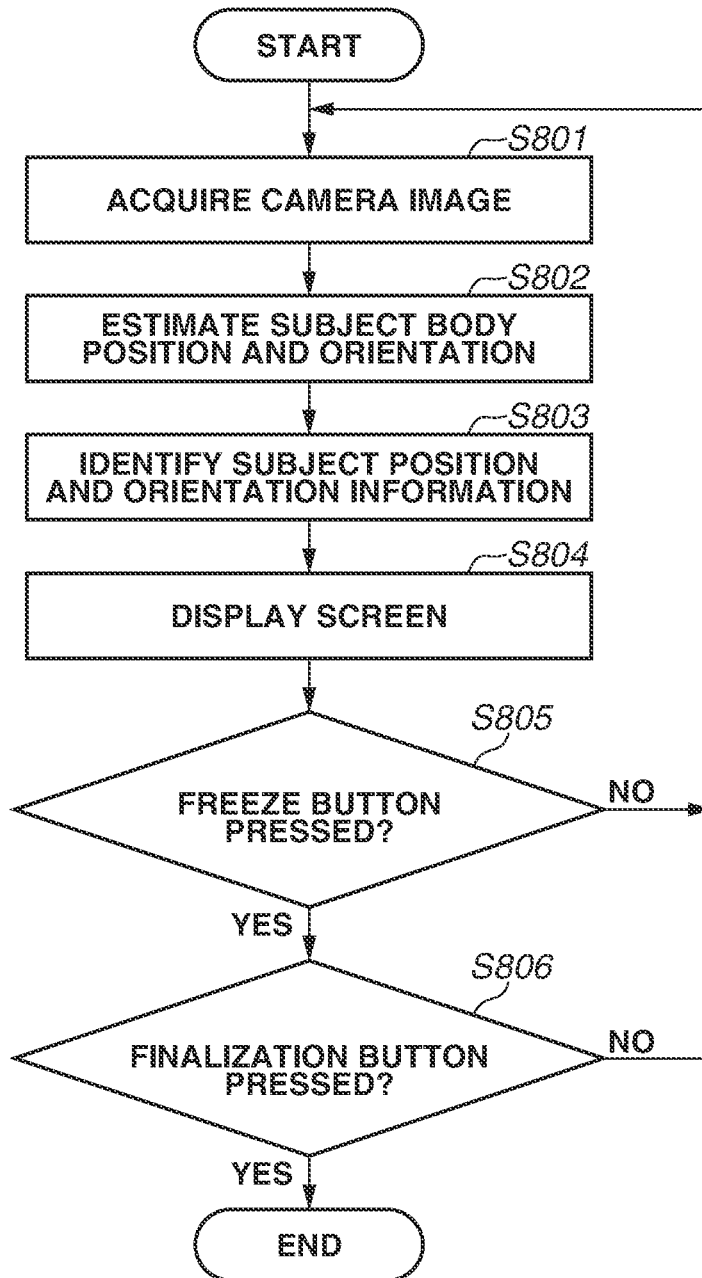 START
S801
ACQUIRE CAMERA IMAGE
S802
ESTIMATE SUBJECT BODY
POSITION AND ORIENTATION
S803
IDENTIFY SUBJECT POSITION
AND ORIENTATION INFORMATION
S804
DISPLAY SCREEN
S805
FREEZE BUTTON
PRESSED?
NO
YES
S806
FINALIZATION BUTTON
PRESSED?
NO
YES
END